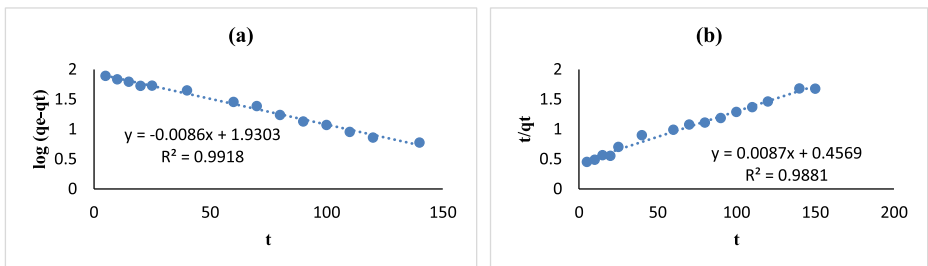 (a)
2
1.5
1
0.5
0
log (qe-qt)
y = -0.0086x + 1.9303
R² = 0.9918
0 50 100 150
t
(b)
2
1.5
1
0.5
0
t/qt
y = 0.0087x + 0.4569
R² = 0.9881
0 50 100 150 200
t